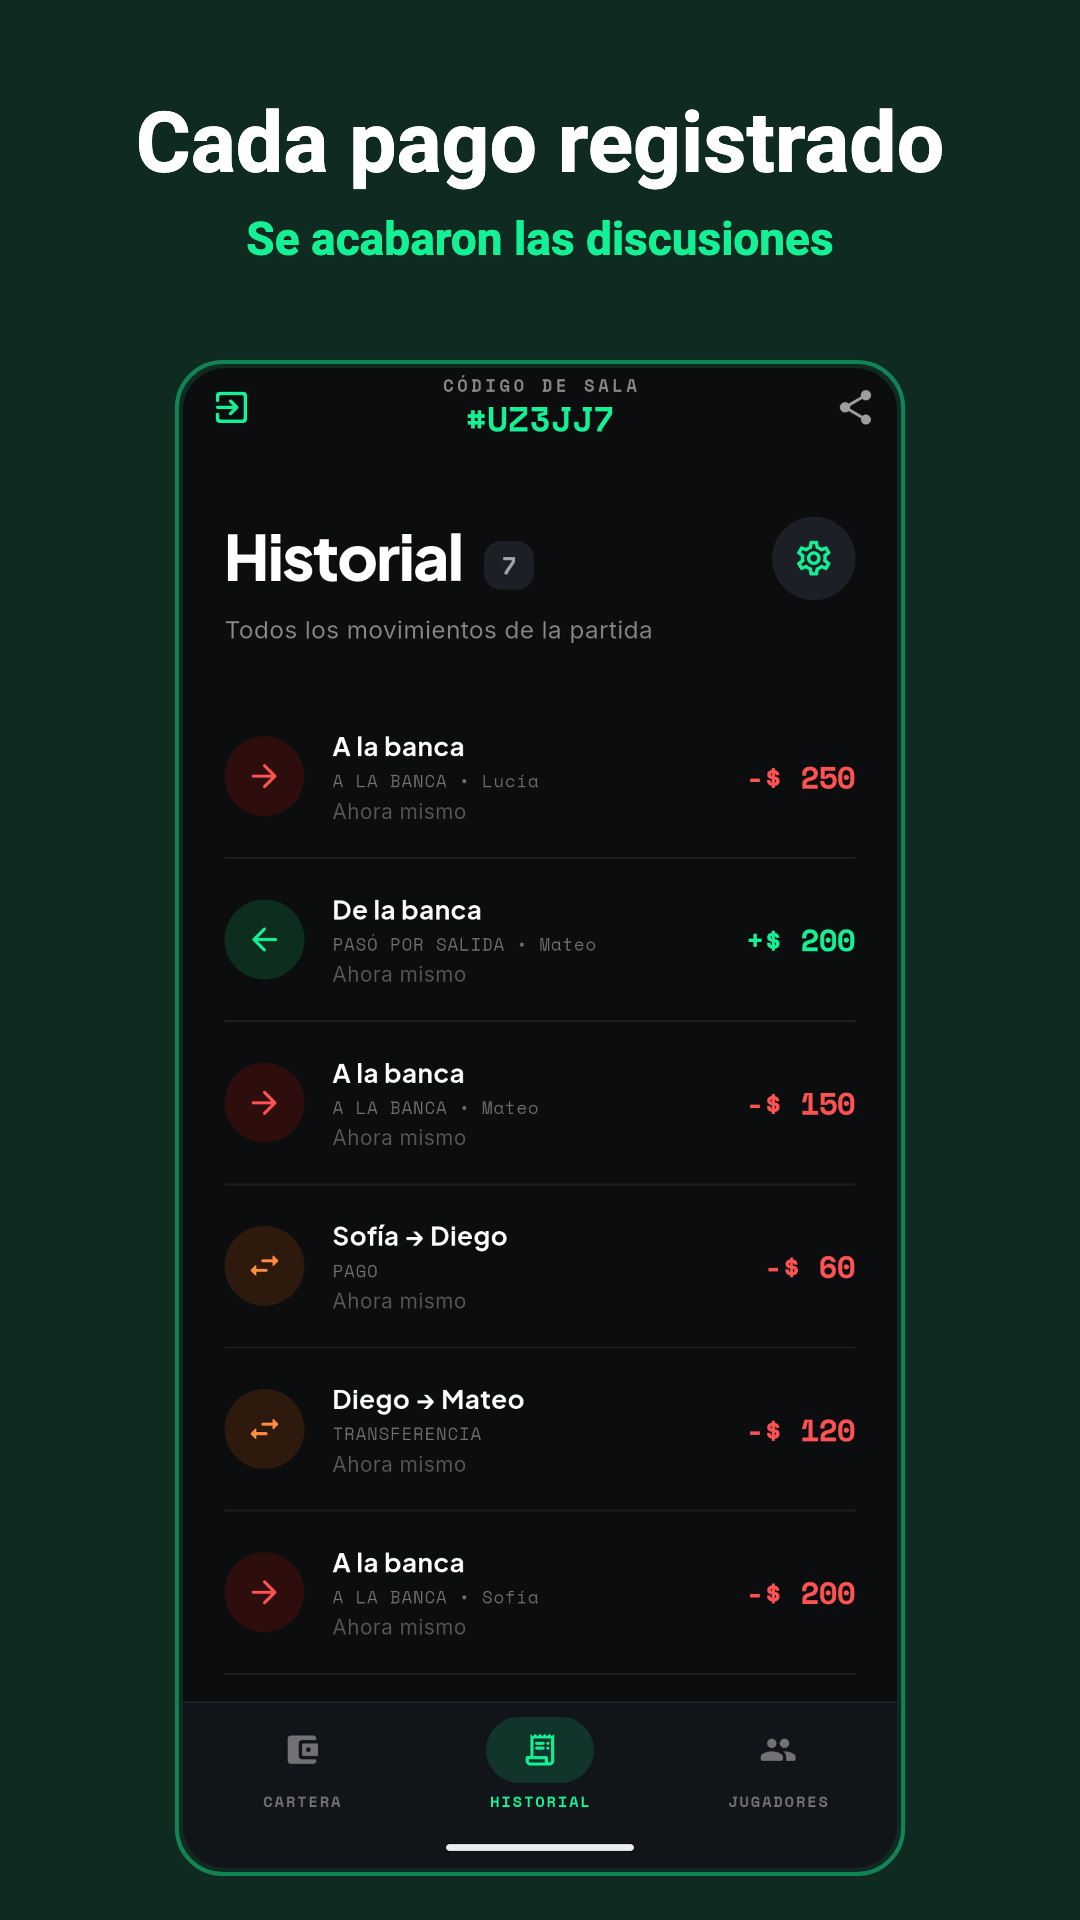 Cada pago registrado
Se acabaron las discusiones
CÓDIGO DE SALA
#UZ3JJ7
Historial 7
Todos los movimientos de la partida
A la banca
A LA BANCA • Lucía
Ahora mismo
-$ 250
De la banca
PASÓ POR SALIDA • Mateo
Ahora mismo
+$ 200
A la banca
A LA BANCA • Mateo
Ahora mismo
-$ 150
Sofía → Diego
PAGO
Ahora mismo
-$ 60
Diego → Mateo
TRANSFERENCIA
Ahora mismo
-$ 120
A la banca
A LA BANCA • Sofía
Ahora mismo
-$ 200
CARTERA
HISTORIAL
JUGADORES